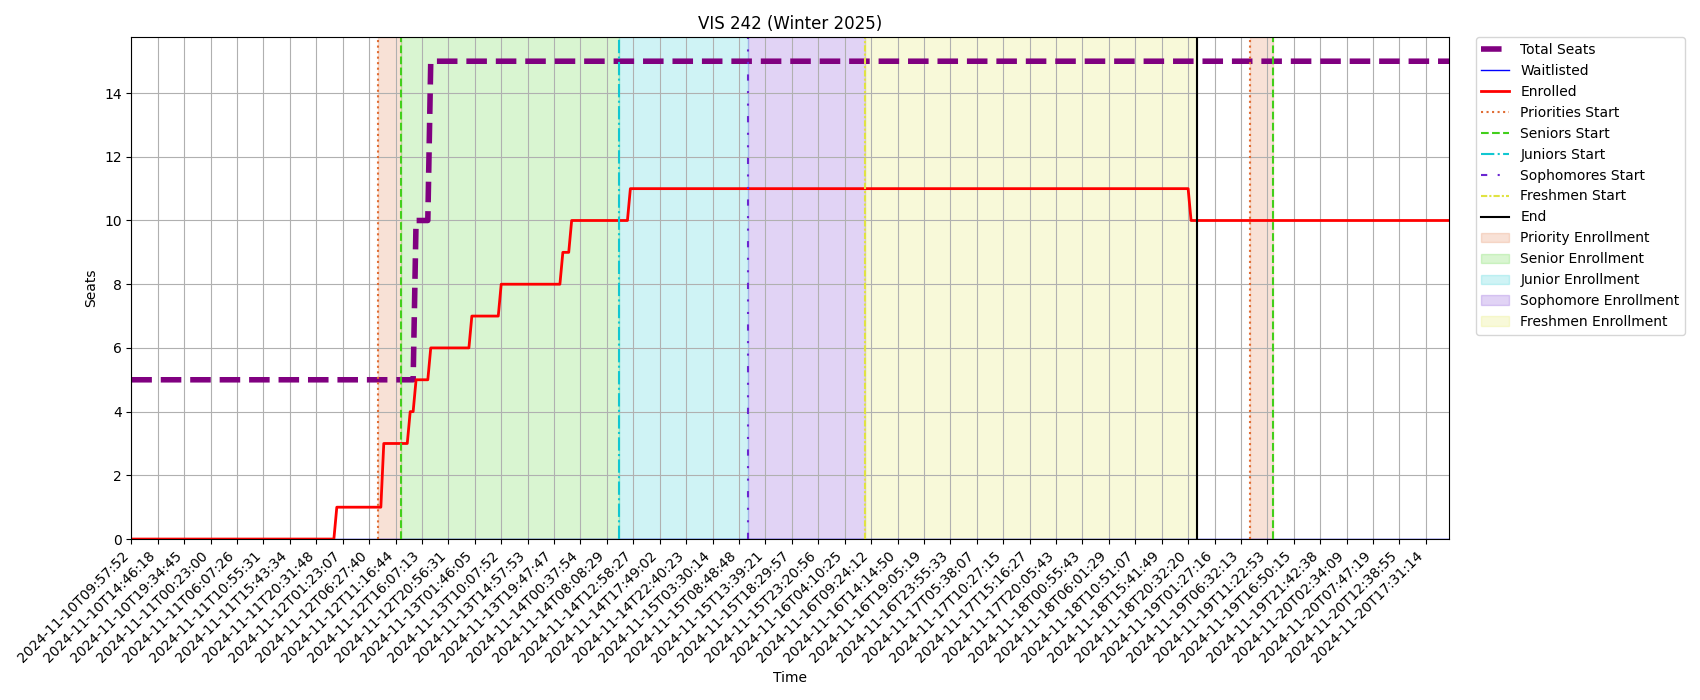 VIS 242 (Winter 2025)
Seats
14
12
10
8
6
4
2
0
2024-11-10T09:57:52
2024-11-10T14:46:18
2024-11-10T19:34:45
2024-11-11T00:23:00
2024-11-11T06:07:26
2024-11-11T10:55:31
2024-11-11T15:43:34
2024-11-11T20:31:48
2024-11-12T01:23:07
2024-11-12T06:27:40
2024-11-12T11:16:44
2024-11-12T16:07:13
2024-11-12T20:56:31
2024-11-13T01:46:05
2024-11-13T10:07:52
2024-11-13T14:57:53
2024-11-13T19:47:47
2024-11-14T00:37:54
2024-11-14T08:08:29
2024-11-14T12:58:27
2024-11-14T17:49:02
2024-11-14T22:40:23
2024-11-15T03:30:14
2024-11-15T08:48:48
2024-11-15T13:39:21
2024-11-15T18:29:57
2024-11-15T23:20:56
2024-11-16T04:10:25
2024-11-16T09:24:12
2024-11-16T14:14:50
2024-11-16T19:05:19
2024-11-16T23:55:33
2024-11-17T05:38:07
2024-11-17T10:27:15
2024-11-17T15:16:27
2024-11-17T20:05:43
2024-11-18T00:55:43
2024-11-18T06:01:29
2024-11-18T10:51:07
2024-11-18T15:41:49
2024-11-18T20:32:20
2024-11-19T01:27:16
2024-11-19T06:32:13
2024-11-19T11:22:53
2024-11-19T16:50:15
2024-11-19T21:42:38
2024-11-20T02:34:09
2024-11-20T07:47:19
2024-11-20T12:38:55
2024-11-20T17:31:14
Time
Total Seats
Waitlisted
Enrolled
Priorities Start
Seniors Start
Juniors Start
Sophomores Start
Freshmen Start
End
Priority Enrollment
Senior Enrollment
Junior Enrollment
Sophomore Enrollment
Freshmen Enrollment